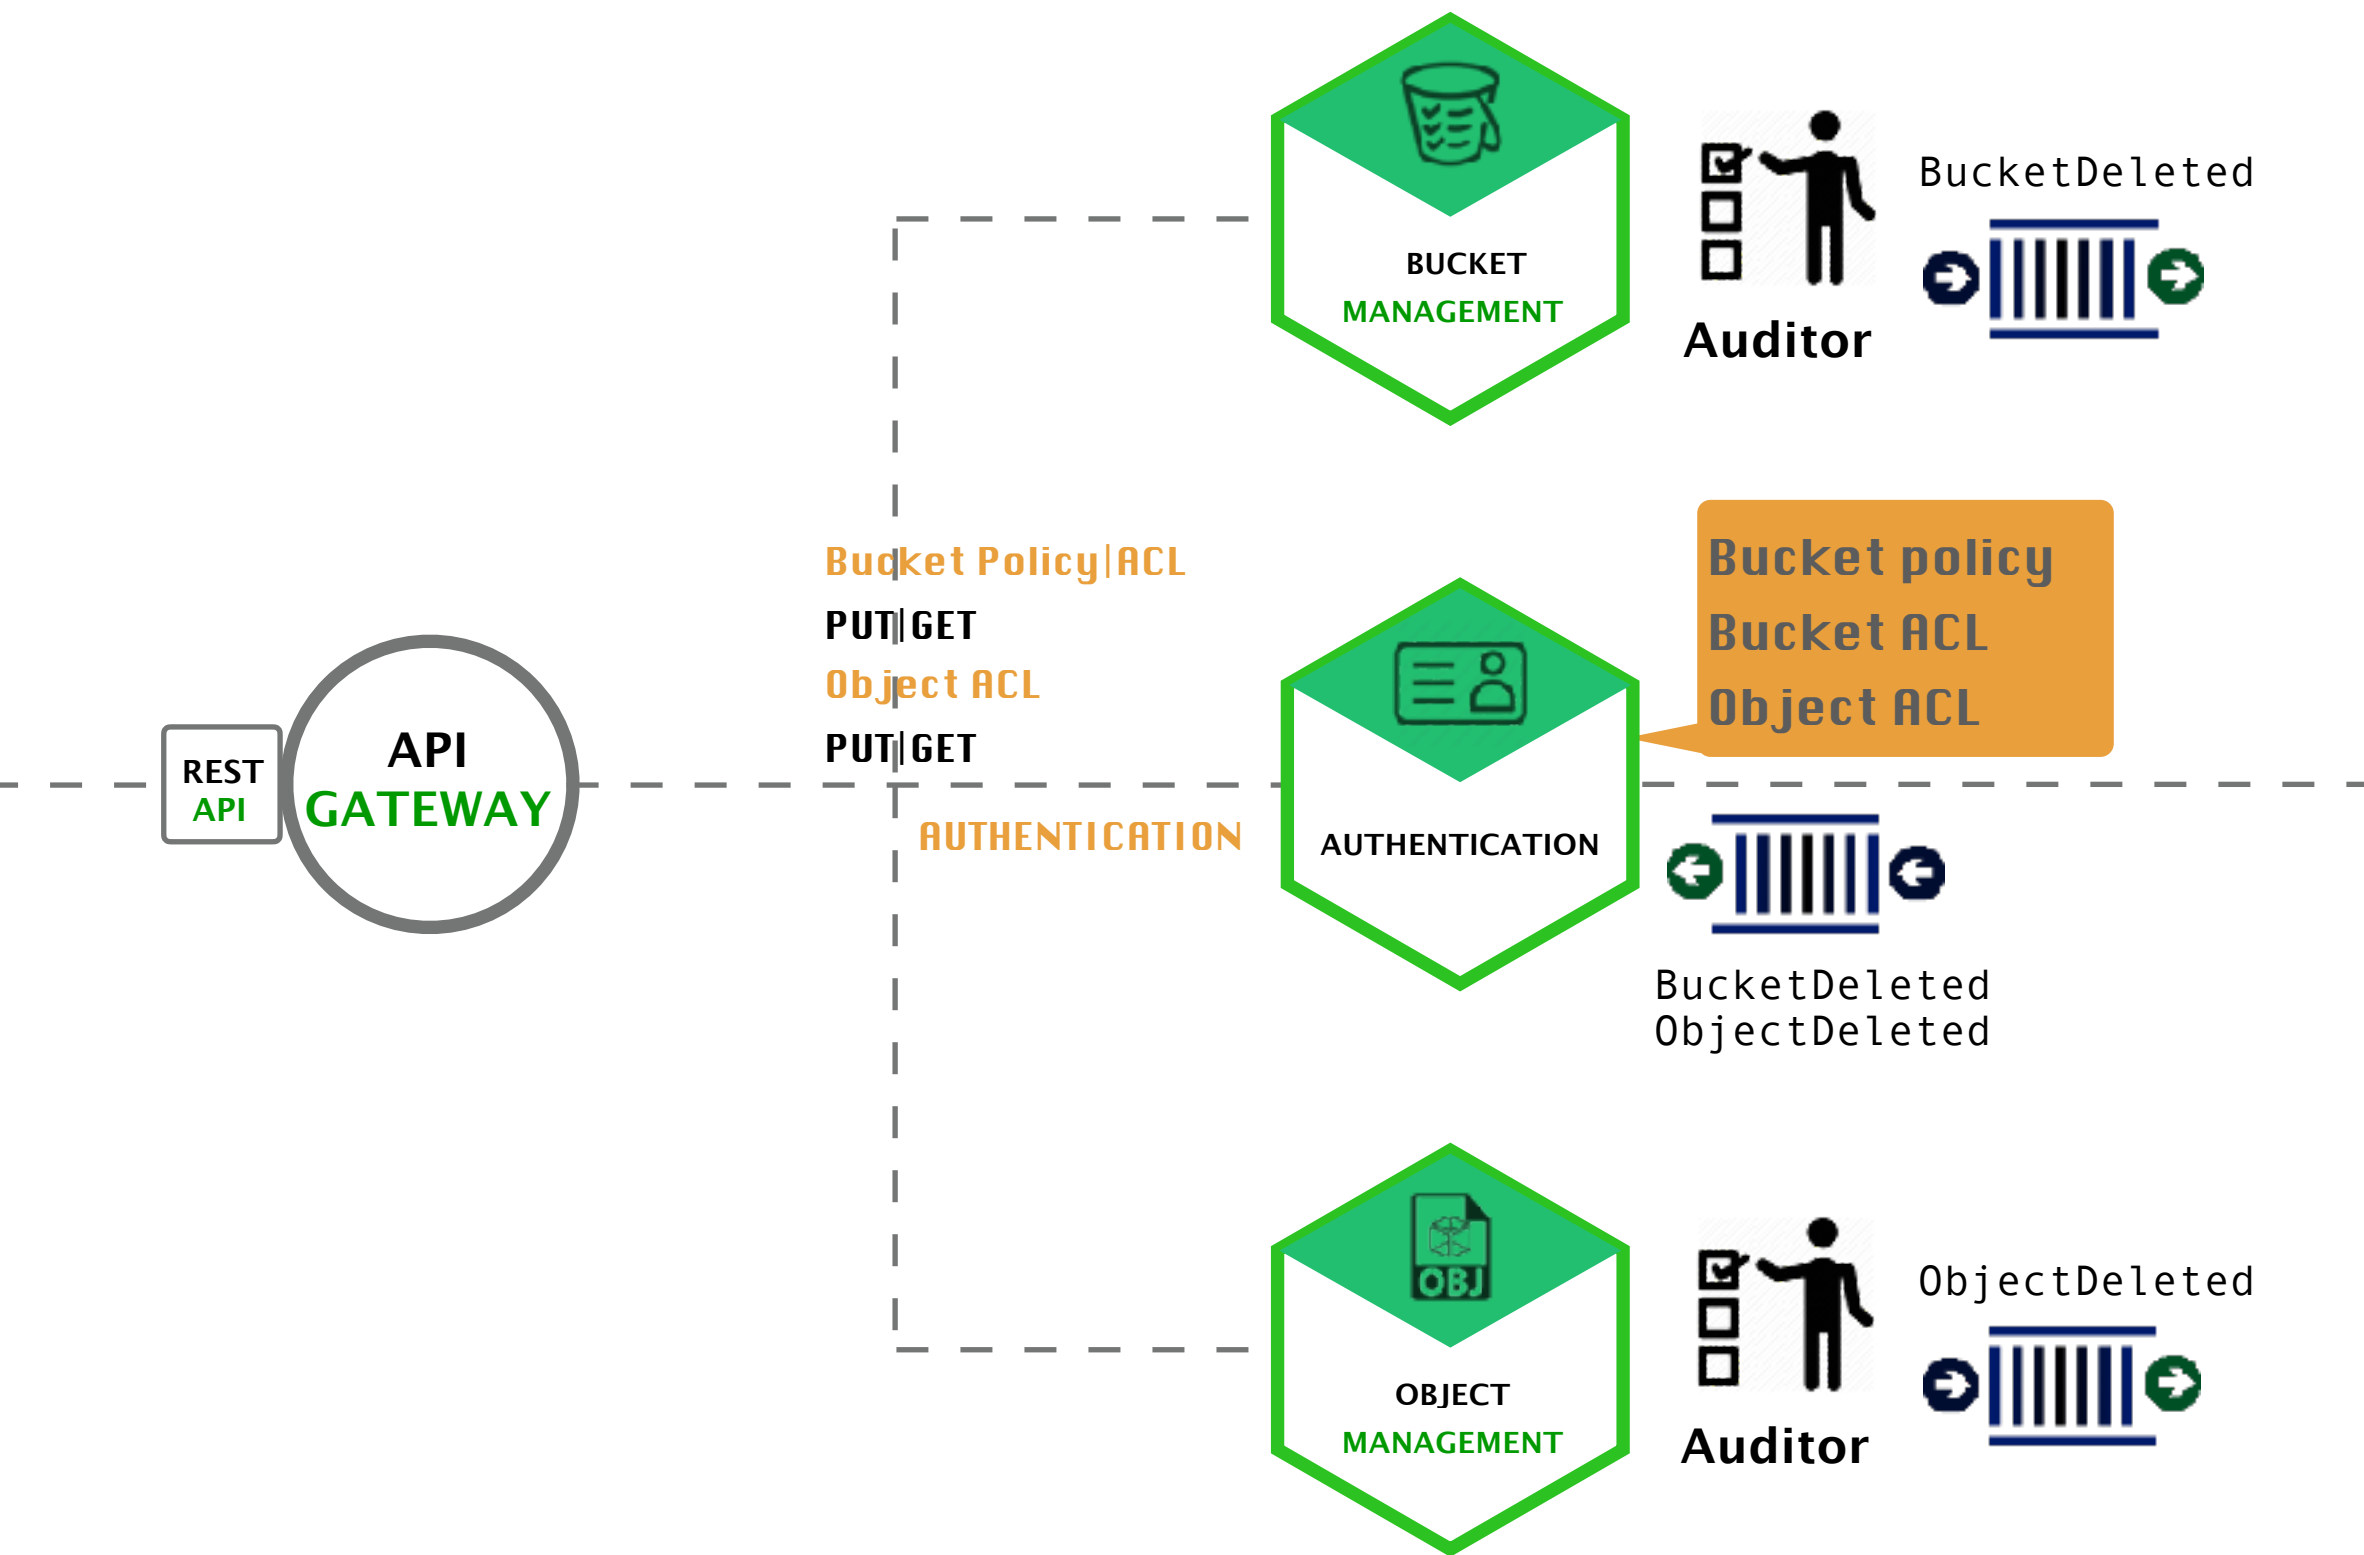 BUCKET
MANAGEMENT
Auditor
BucketDeleted
Bucket Policy|ACL
PUT|GET
Object ACL
PUT|GET
REST
API
API
GATEWAY
AUTHENTICATION
AUTHENTICATION
Bucket policy
Bucket ACL
Object ACL
BucketDeleted
ObjectDeleted
OBJ
OBJECT
MANAGEMENT
Auditor
ObjectDeleted